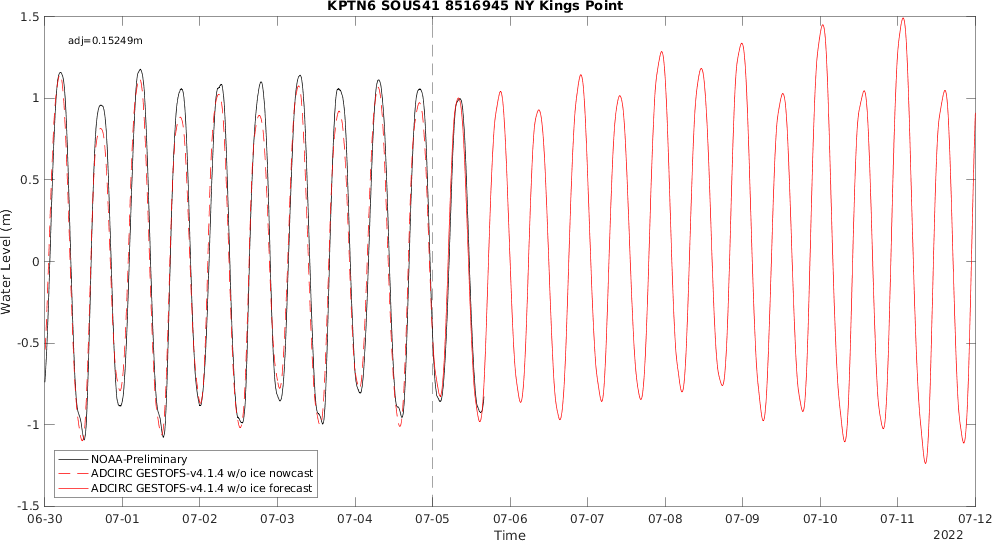 KPTN6 SOUS41 8516945 NY Kings Point
adj=0.15249m
1.5
1
0.5
0
-0.5
-1
-1.5
Water Level (m)
NOAA-Preliminary
ADCIRC GESTOFS-v4.1.4 w/o ice nowcast
ADCIRC GESTOFS-v4.1.4 w/o ice forecast
06-30 07-01 07-02 07-03 07-04 07-05 07-06 07-07 07-08 07-09 07-10 07-11 07-12
Time
2022